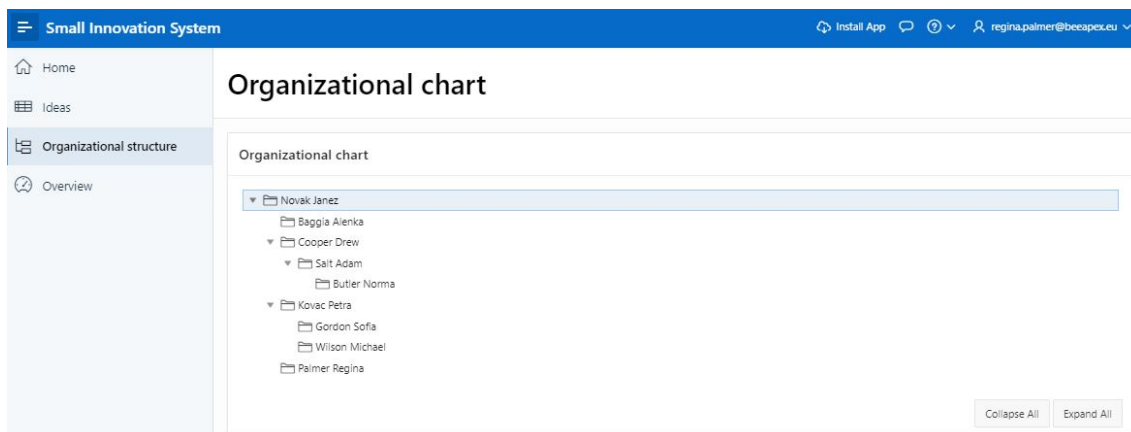 Small Innovation System
Install App
regina.palmer@beeapex.eu
Home
Ideas
Organizational structure
Overview
Organizational chart
Organizational chart
Novak Janez
Baggia Alenka
Cooper Drew
Salt Adam
Butler Norma
Kovac Petra
Gordon Sofia
Wilson Michael
Palmer Regina
Collapse All
Expand All